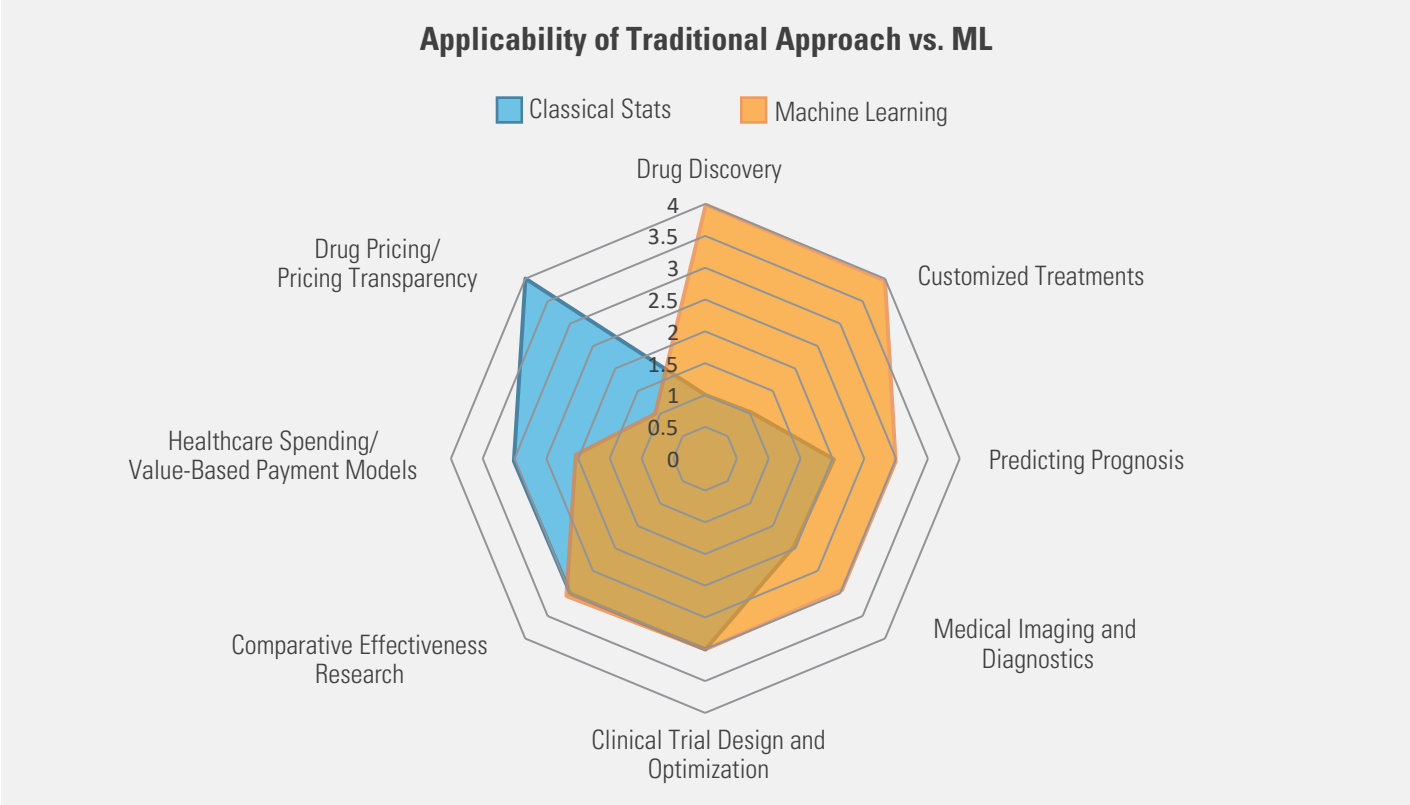 Applicability of Traditional Approach vs. ML
Classical Stats
Machine Learning
Drug Discovery
4
3.5
3
2.5
2
1.5
1
0.5
0
Customized Treatments
Predicting Prognosis
Medical Imaging and
Diagnostics
Clinical Trial Design and
Optimization
Comparative Effectiveness
Research
Healthcare Spending/
Value-Based Payment Models
Drug Pricing/
Pricing Transparency